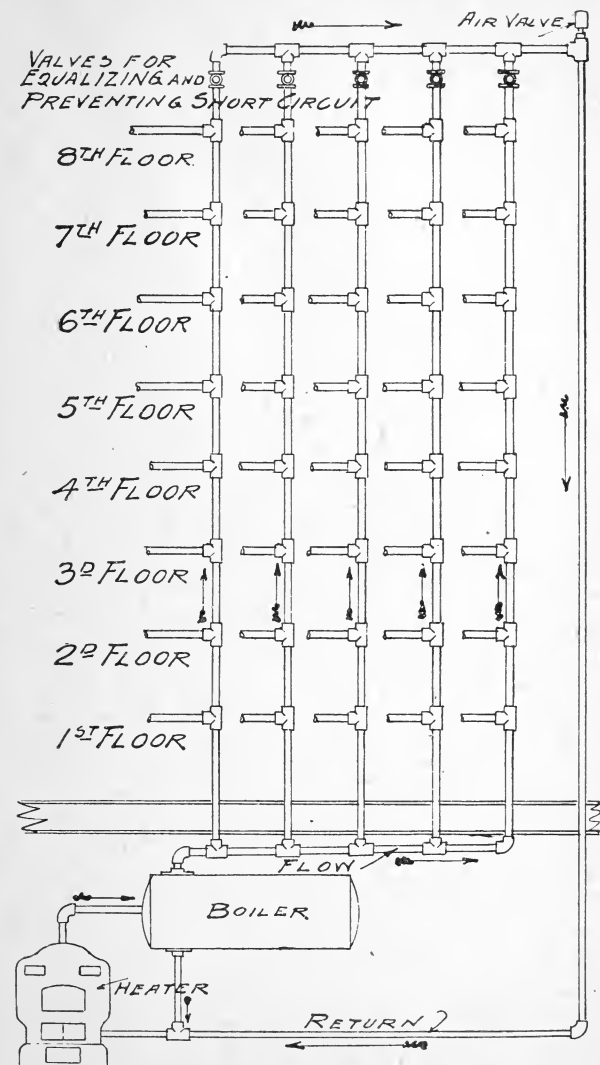 AIR VALVE
VALVES FOR
EQUALIZING AND
PREVENTING SHORT CIRCUIT
8TH FLOOR
7TH FLOOR
6TH FLOOR
5TH FLOOR
4TH FLOOR
3D FLOOR
2D FLOOR
1ST FLOOR
FLOW
BOILER
HEATER
RETURN